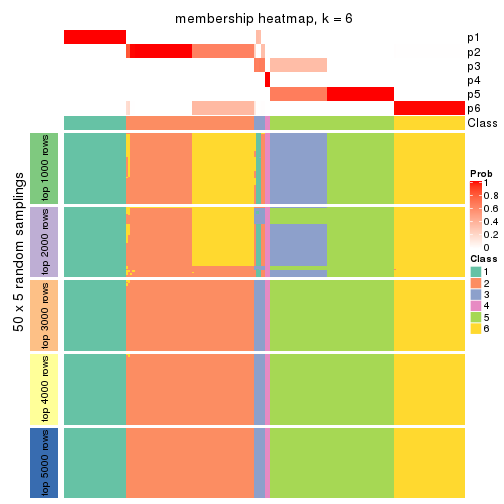 membership heatmap, k = 6
p1
p2
p3
p4
p5
p6
Class
50 x 5 random samplings
top 1000 rows
top 2000 rows
top 3000 rows
top 4000 rows
top 5000 rows
Prob
1
0.8
0.6
0.4
0.2
0
Class
1
2
3
4
5
6